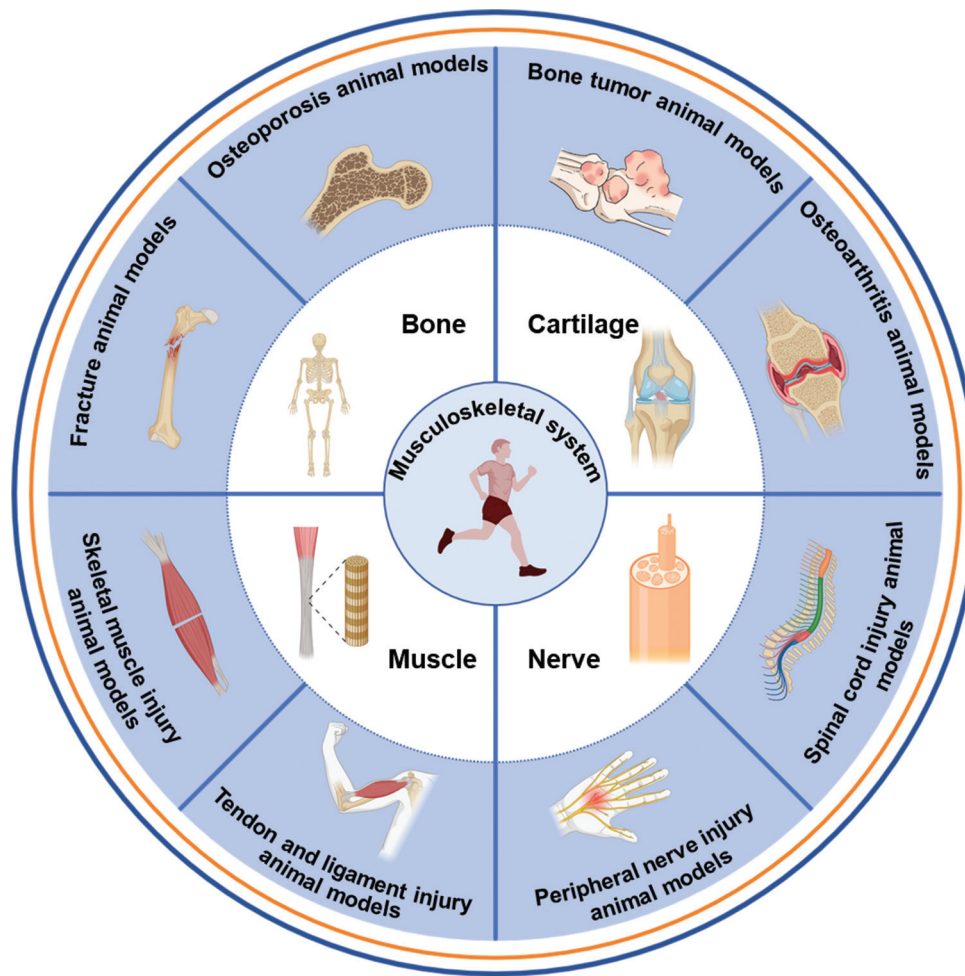 Osteoporosis animal models
Bone tumor animal models
Fracture animal models
Osteoarthritis animal models
Bone
Cartilage
Musculoskeletal system
Muscle
Nerve
Skeletal muscle injury
animal models
Spinal cord injury animal
models
Tendon and ligament injury
animal models
Peripheral nerve injury
animal models